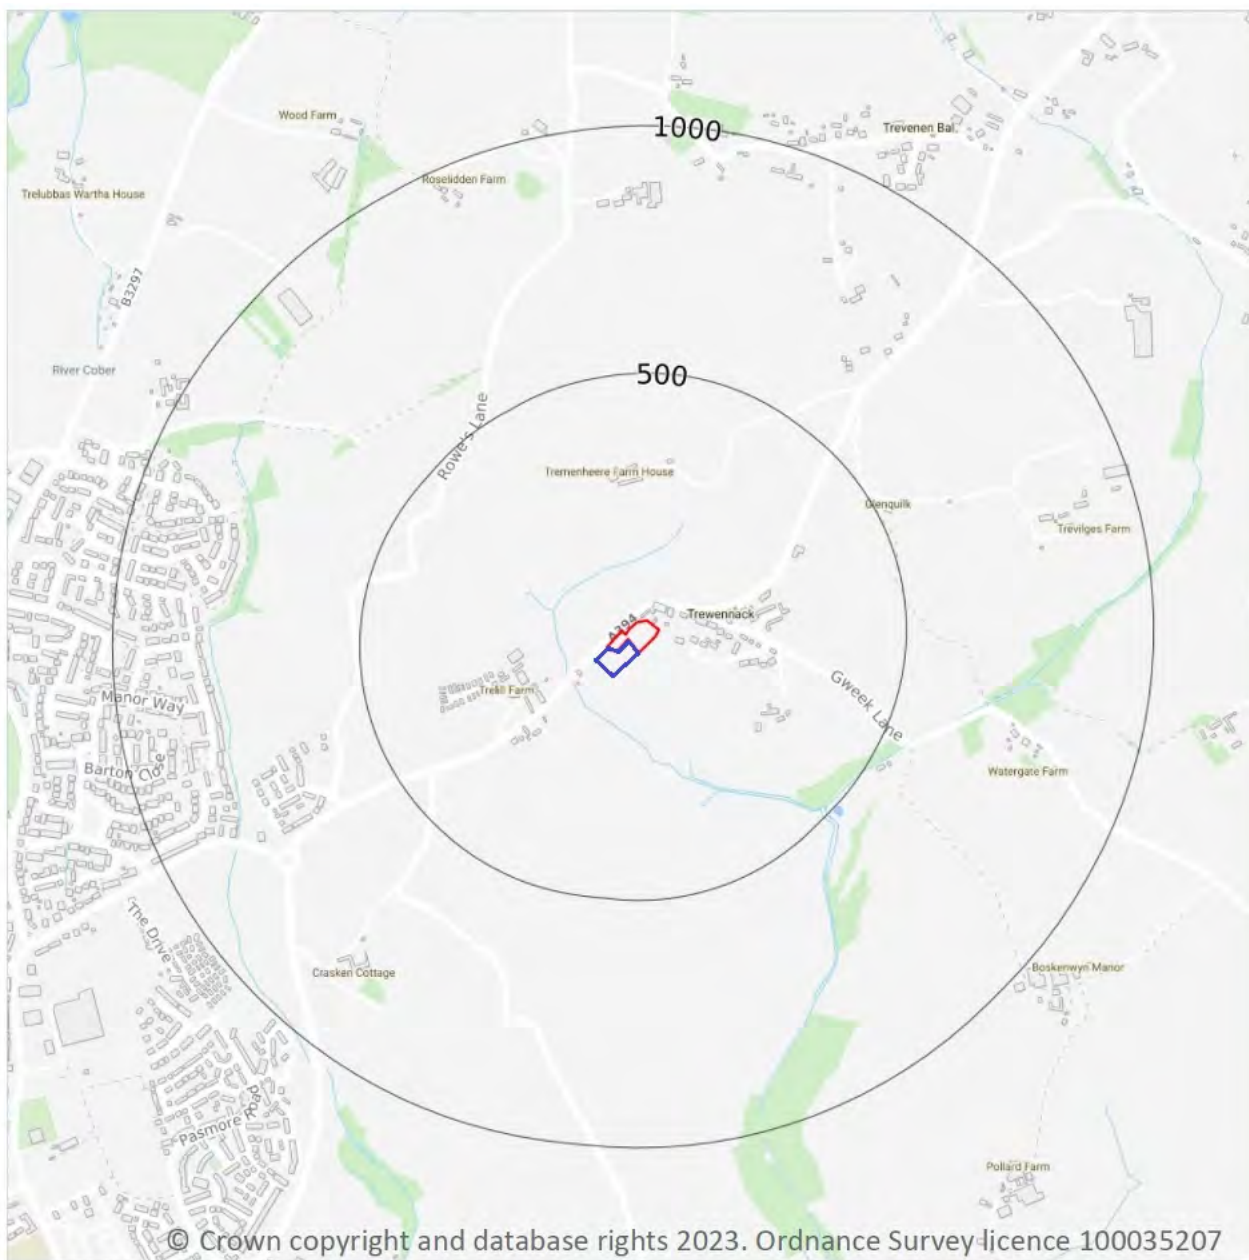 Wood Farm
1000
Trevenen Bal.
Roselidden Farm
Trelubbas Wartha House
B3297
River Cober
500
Rowe's Lane
Tremenheere Farm House
Glenquilk
Trevilges Farm
A394
Trewennack
Trelill Farm
Manor Way
Gweek Lane
Barton Close
Watergate Farm
The Drive
Crasken Cottage
Boskenwyn Manor
Pasmore Road
Pollard Farm
© Crown copyright and database rights 2023. Ordnance Survey licence 100035207